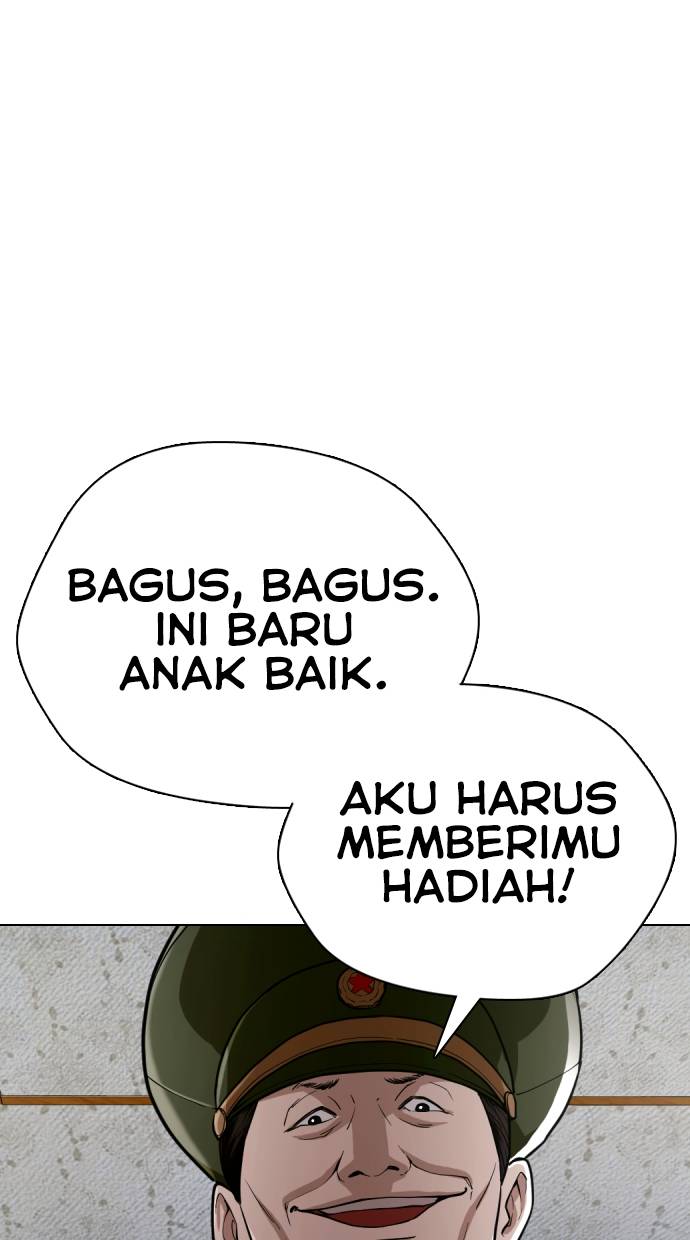 BAGUS, BAGUS.
INI BARU
ANAK BAIK.
AKU HARUS
MEMBERIMU
HADIAH!